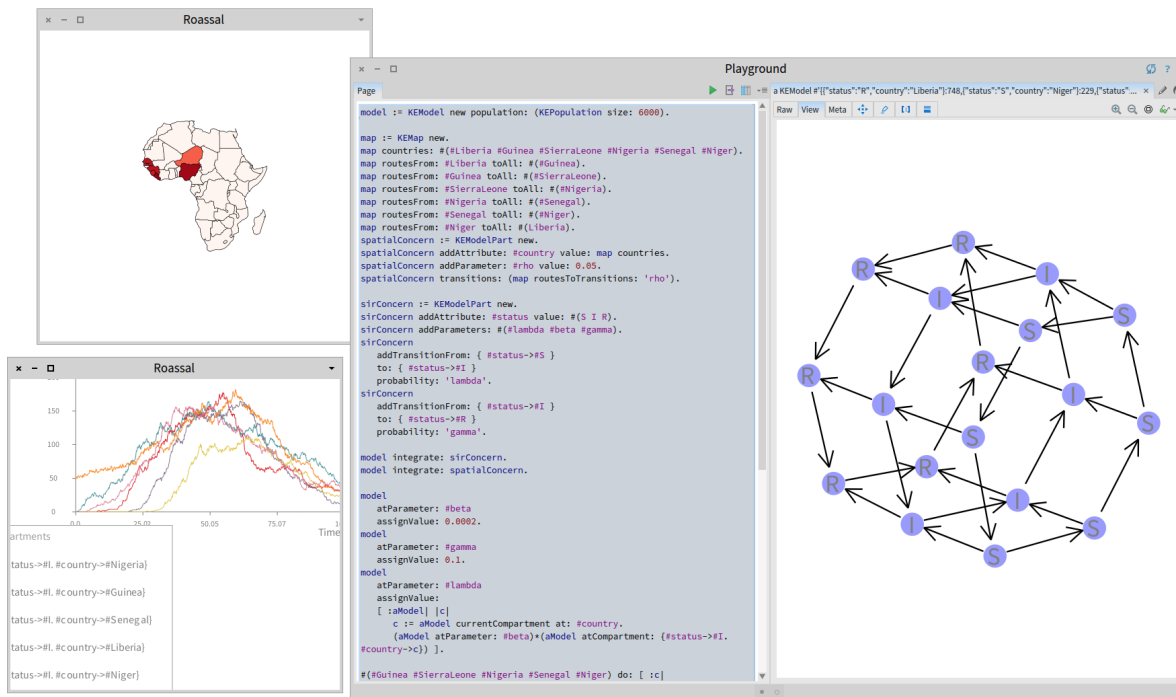 Roassal
Roassal
150
100
50
0
0.0
25.03
50.05
75.07
Time
artments
tatus->#I. #country->#Nigeria}
tatus->#I. #country->#Guinea}
tatus->#I. #country->#Senegal}
tatus->#I. #country->#Liberia}
tatus->#I. #country->#Niger}
Playground
Page
model := KEModel new population: (KEPopulation size: 6000).
map := KEMap new.
map countries: #(#Liberia #Guinea #SierraLeone #Nigeria #Senegal #Niger).
map routesFrom: #Liberia toAll: #(#Guinea).
map routesFrom: #Guinea toAll: #(#SierraLeone).
map routesFrom: #SierraLeone toAll: #(#Nigeria).
map routesFrom: #Nigeria toAll: #(#Senegal).
map routesFrom: #Senegal toAll: #(#Niger).
map routesFrom: #Niger toAll: #(Liberia).
spatialConcern := KEModelPart new.
spatialConcern addAttribute: #country value: map countries.
spatialConcern addParameter: #rho value: 0.05.
spatialConcern transitions: (map routesToTransitions: 'rho').
sirConcern := KEModelPart new.
sirConcern addAttribute: #status value: #(S I R).
sirConcern addParameters: #(#lambda #beta #gamma).
sirConcern
addTransitionFrom: { #status->#S }
to: { #status->#I }
probability: 'lambda'.
sirConcern
addTransitionFrom: { #status->#I }
to: { #status->#R }
probability: 'gamma'.
model integrate: sirConcern.
model integrate: spatialConcern.
model
atParameter: #beta
assignValue: 0.0002.
model
atParameter: #gamma
assignValue: 0.1.
model
atParameter: #lambda
assignValue:
[ :aModel| |c|
c := aModel currentCompartment at: #country.
(aModel atParameter: #beta)*(aModel atCompartment: {#status->#I.
#country->c}) ].
#(#Guinea #SierraLeone #Nigeria #Senegal #Niger) do: [ :c|
a KEModel #'[{"status":"R","country":"Liberia"}:748,{"status":"S","country":"Niger"}:229,{"status":...
Raw View Meta
R
R
I
I
S
S
R
R
I
I
S
S
R
R
I
I
S
S